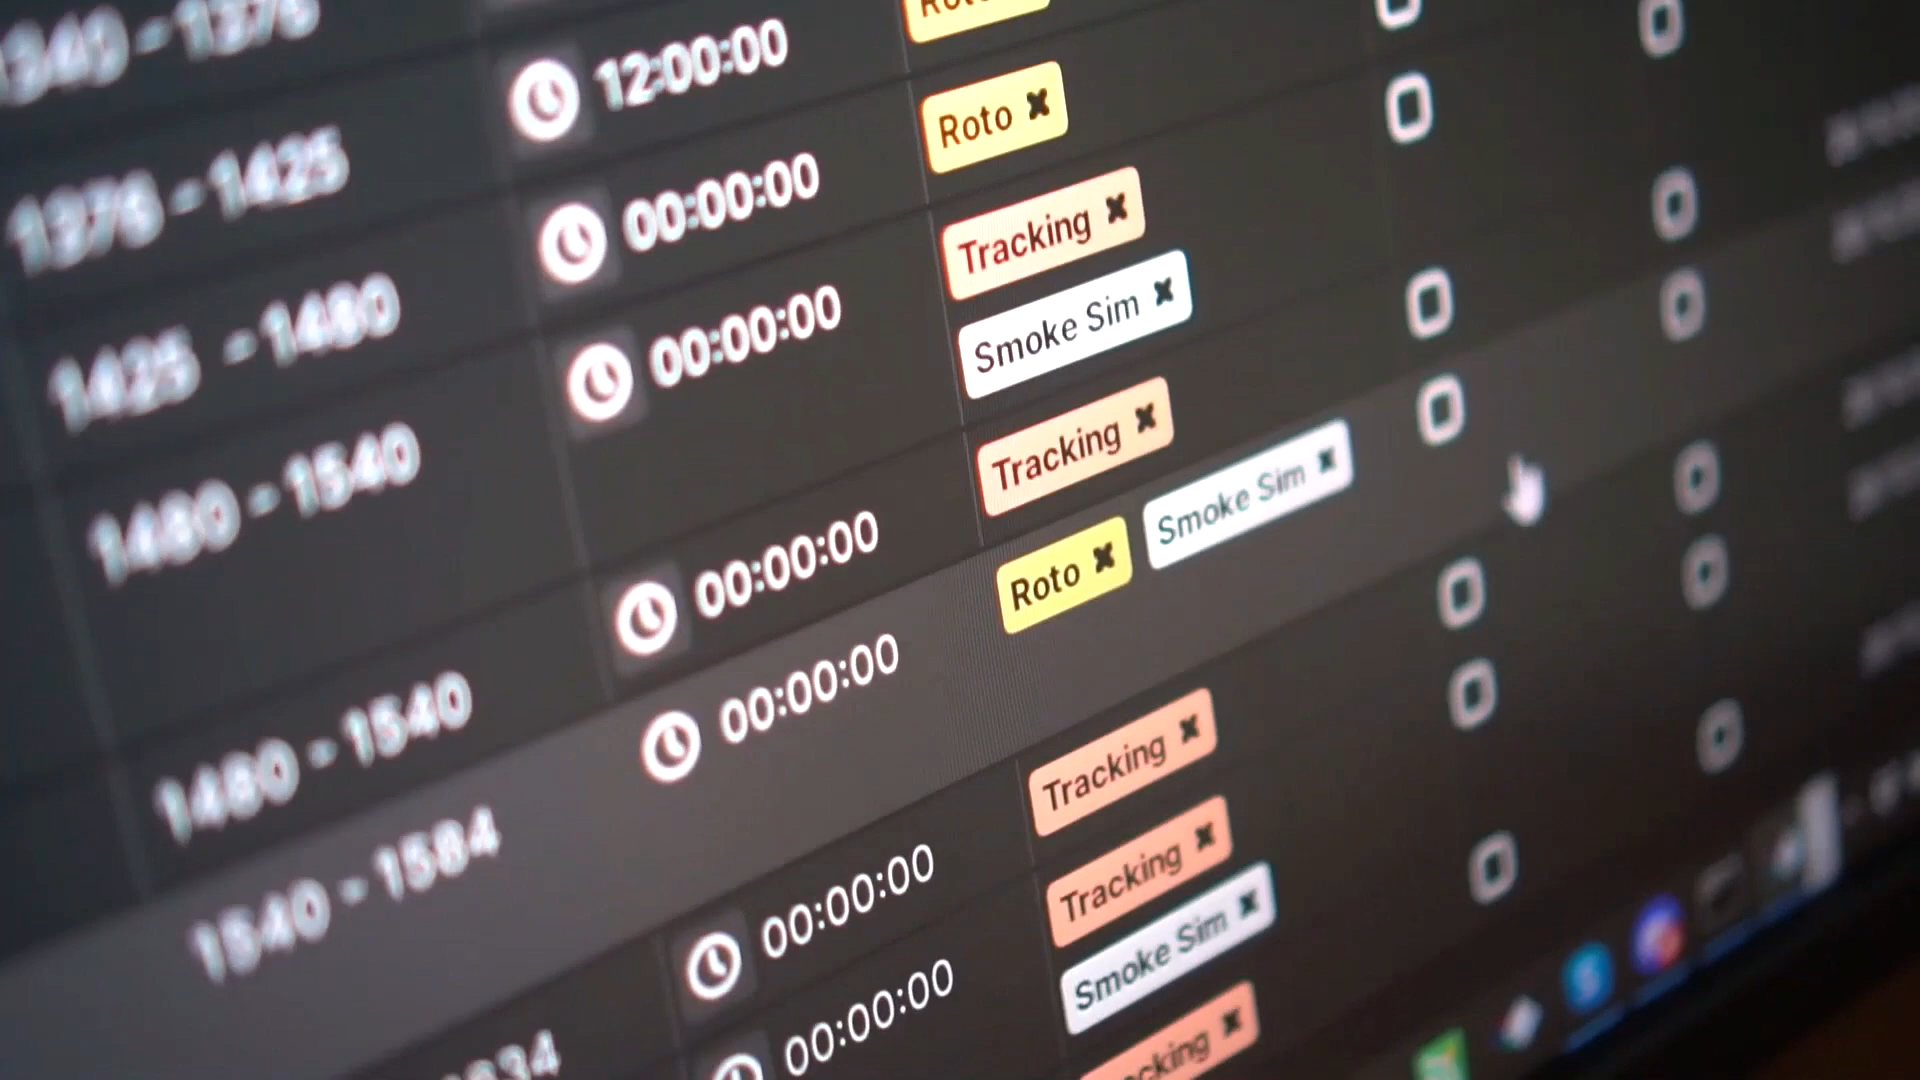 1340 - 1376
12:00:00
1376 - 1425
00:00:00
Roto
1425 - 1480
00:00:00
Tracking
Smoke Sim
1480 - 1540
Tracking
00:00:00
1480 - 1540
Roto Smoke Sim
00:00:00
1540 - 1584
Tracking
00:00:00
Tracking
Smoke Sim
00:00:00